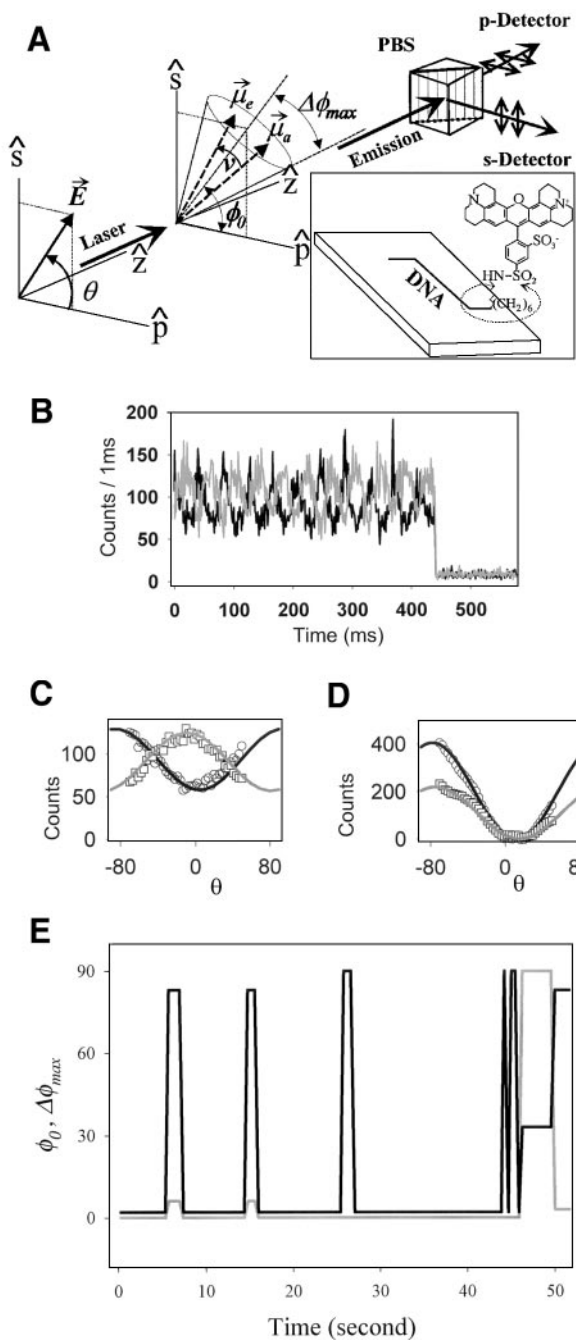 A
p-Detector
PBS
ŝ
μ⃗e
μ⃗a
Δϕmax
Emission
s-Detector
ŝ
E⃗
ν
ẑ
ϕ0
Laser
p̂
θ
ẑ
p̂
O
N
N+
SO3-
HN—SO2
(CH2)6
DNA
B
200
150
100
50
0
Counts / 1ms
0 100 200 300 400 500
Time (ms)
C
100
50
0
Counts
-80 0 80
θ
D
400
200
0
Counts
-80 0 8
θ
E
90
60
30
0
ϕ0 , Δϕmax
0 10 20 30 40 50
Time (second)